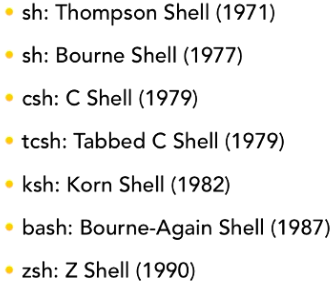 • sh: Thompson Shell (1971)
• sh: Bourne Shell (1977)
• csh: C Shell (1979)
• tcsh: Tabbed C Shell (1979)
• ksh: Korn Shell (1982)
• bash: Bourne-Again Shell (1987)
• zsh: Z Shell (1990)